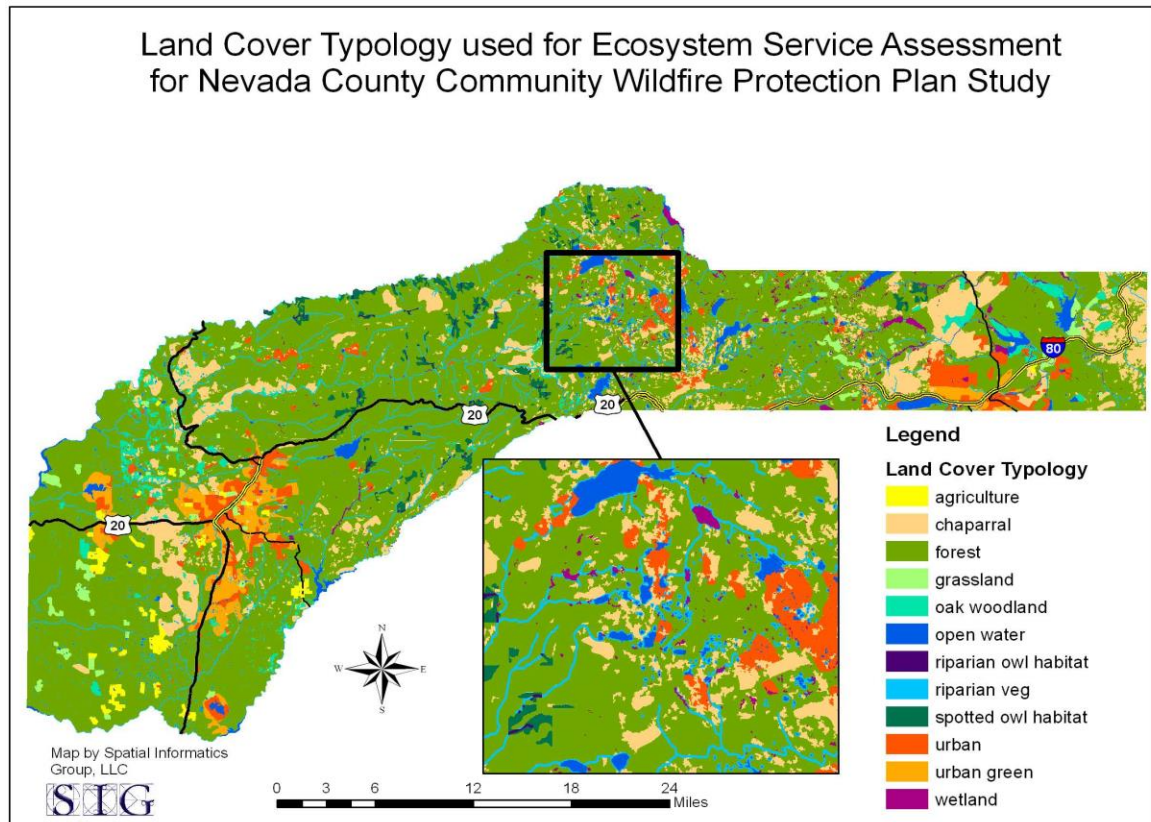 Land Cover Typology used for Ecosystem Service Assessment
for Nevada County Community Wildfire Protection Plan Study
80
20
20
20
Legend
Land Cover Typology
agriculture
chaparral
forest
grassland
oak woodland
open water
riparian owl habitat
riparian veg
spotted owl habitat
urban
urban green
wetland
N
W
E
S
Map by Spatial Informatics
Group, LLC
SIG
0 3 6 12 18 24
Miles